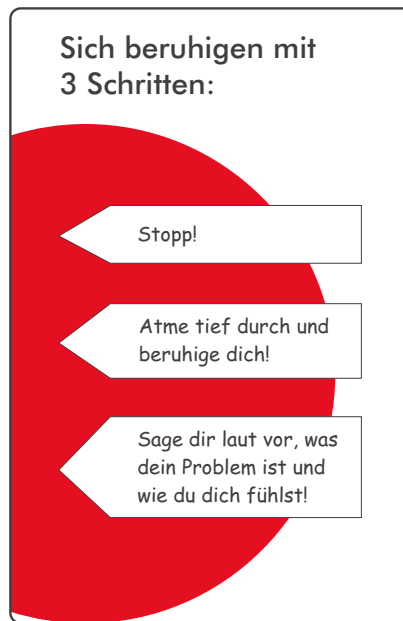 Sich beruhigen mit
3 Schritten:
Stopp!
Atme tief durch und
beruhige dich!
Sage dir laut vor, was
dein Problem ist und
wie du dich fühlst!